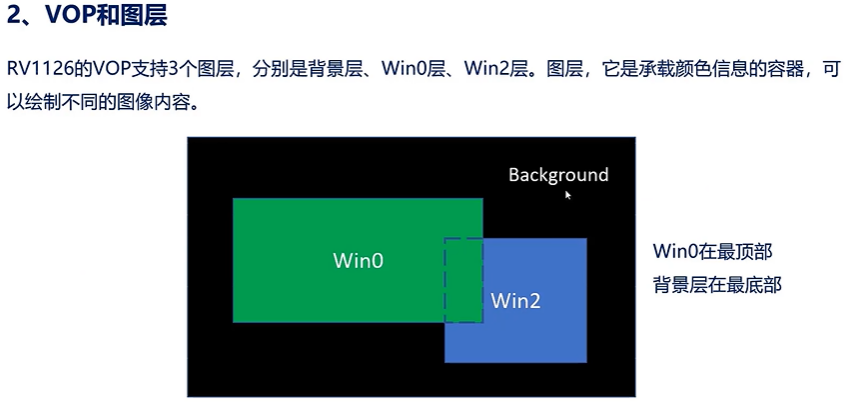 2、VOP和图层
RV1126的VOP支持3个图层，分别是背景层、Win0层、Win2层。图层，它是承载颜色信息的容器，可
以绘制不同的图像内容。
Background
Win0
Win2
Win0在最顶部
背景层在最底部